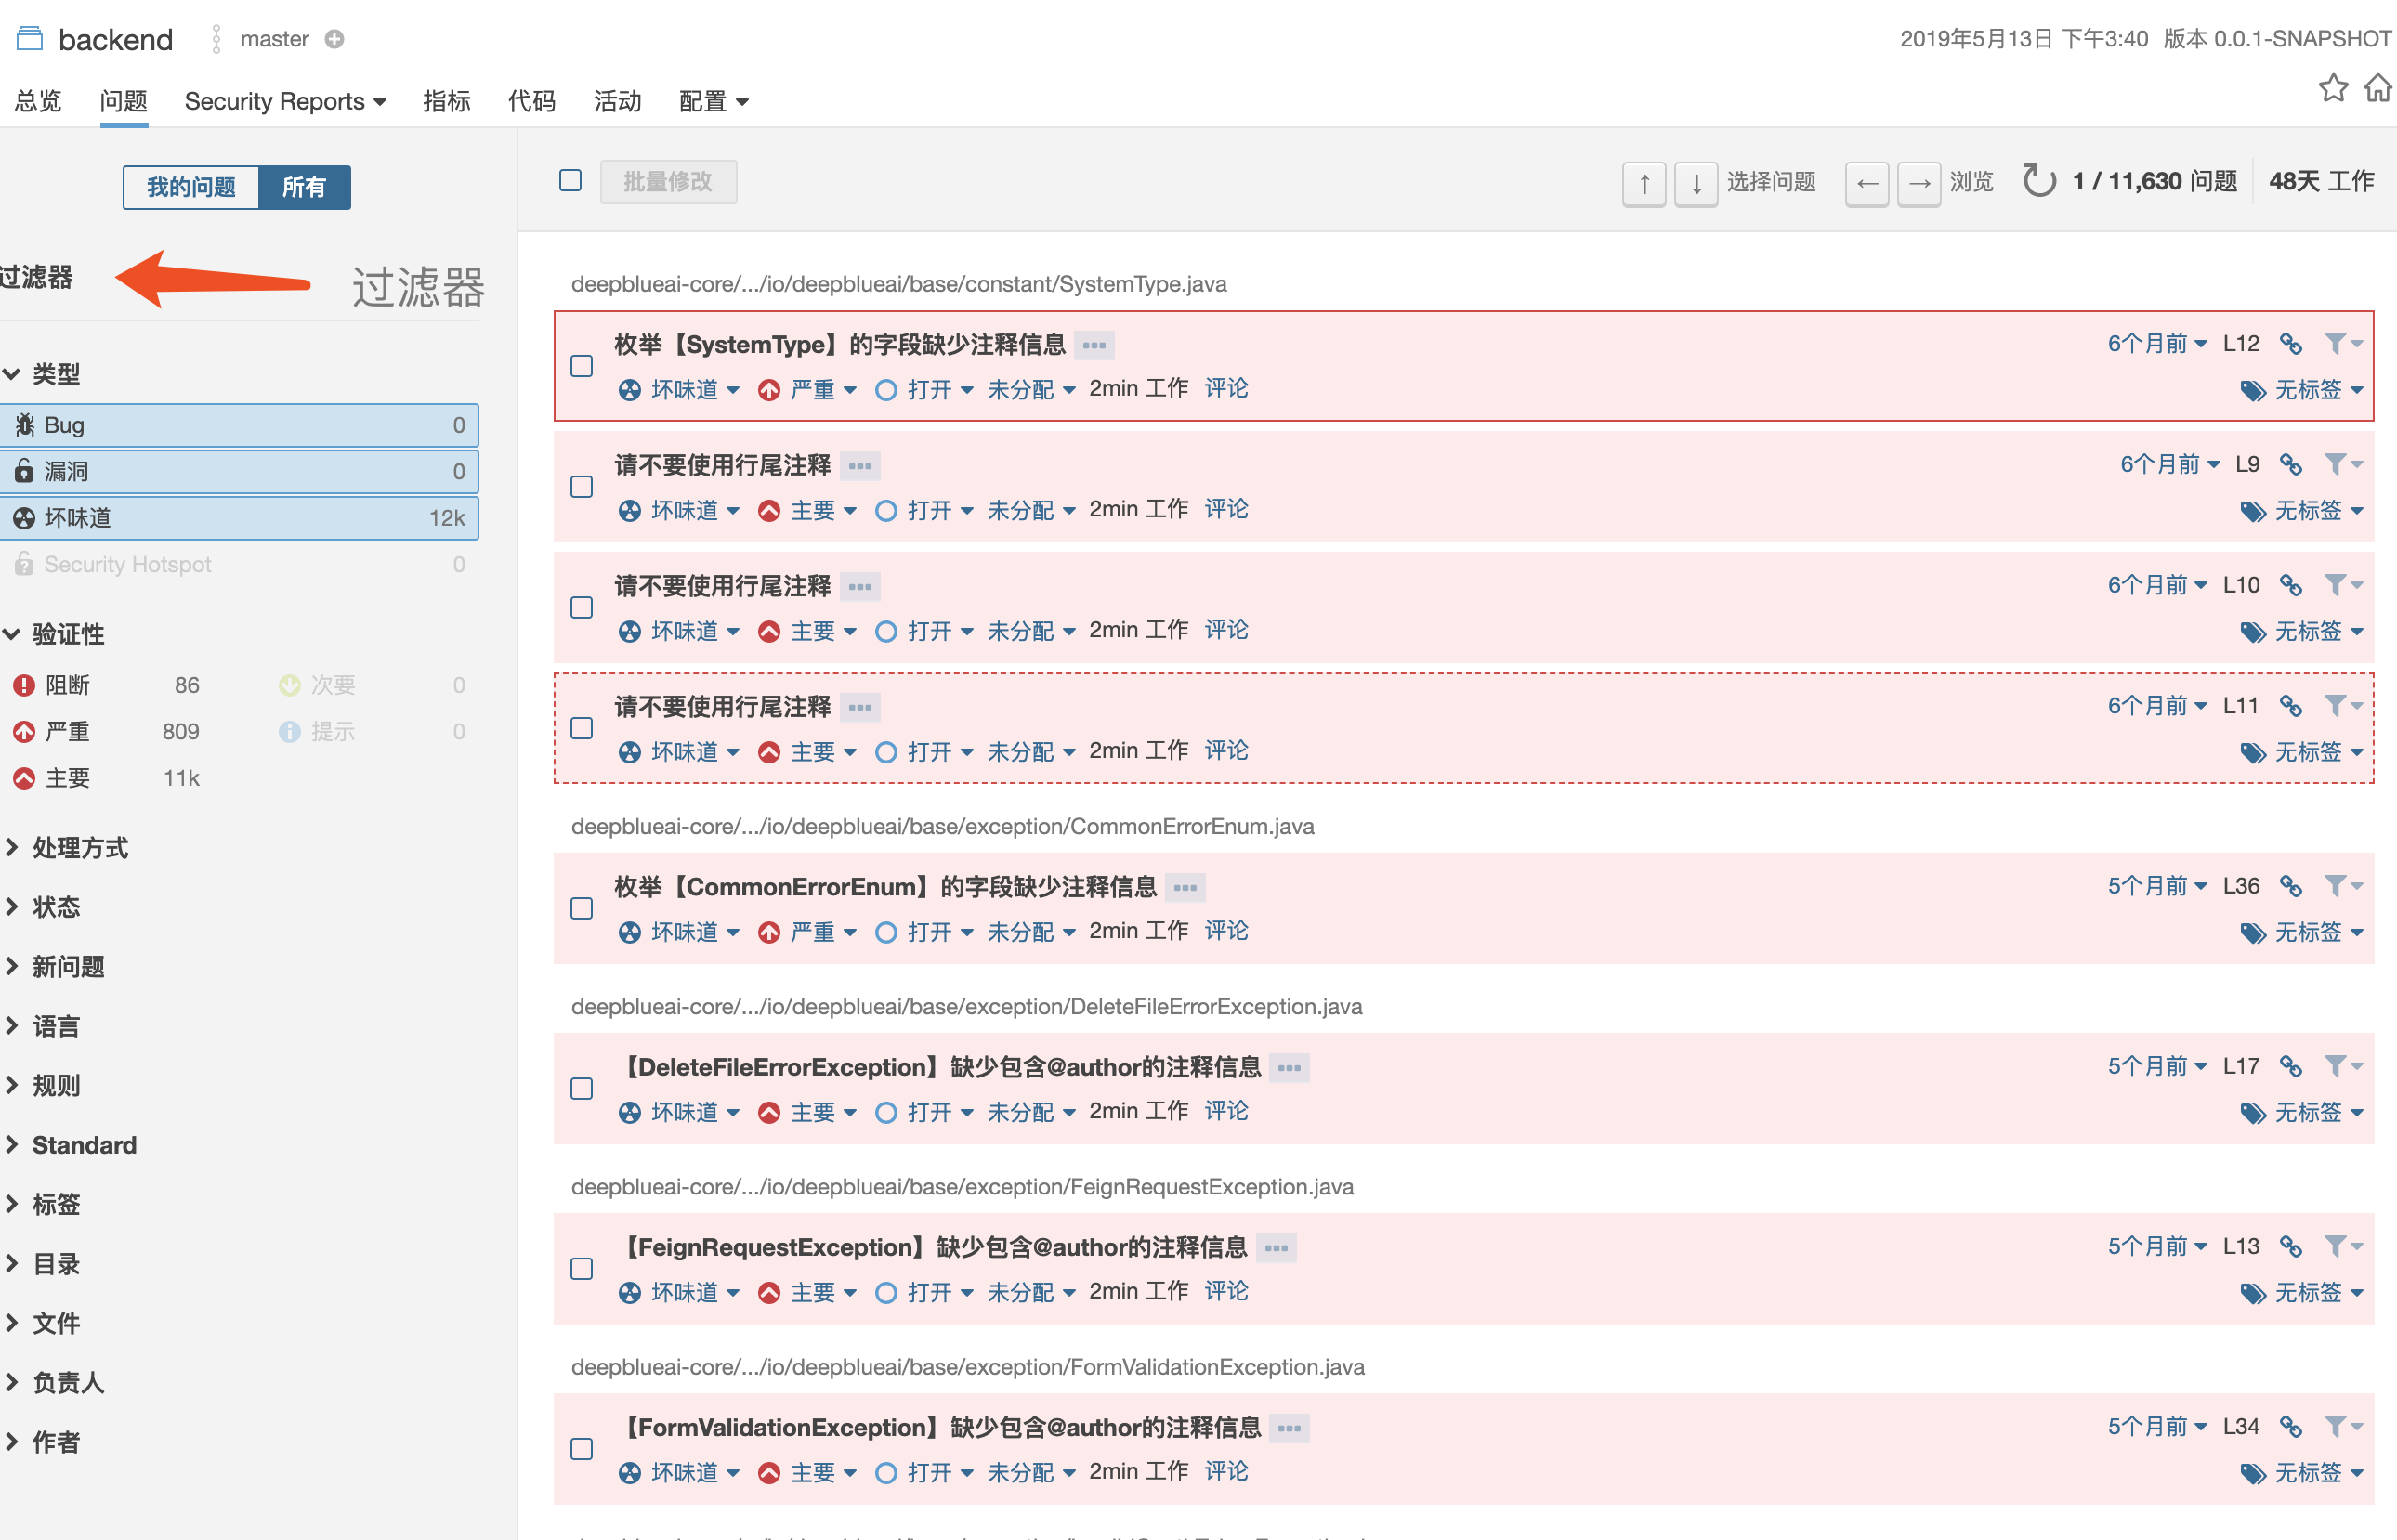 backend master
2019年5月13日 下午3:40 版本 0.0.1-SNAPSHOT
总览 问题 Security Reports 指标 代码 活动 配置
我的问题 所有
过滤器 过滤器
类型
Bug 0
漏洞 0
坏味道 12k
Security Hotspot 0
验证性
阻断 86 次要 0
严重 809 提示 0
主要 11k
处理方式
状态
新问题
语言
规则
Standard
标签
目录
文件
负责人
作者
批量修改 ↑ ↓ 选择问题 ← → 浏览 1 / 11,630 问题 48天 工作
deepblueai-core/.../io/deepblueai/base/constant/SystemType.java
枚举【SystemType】的字段缺少注释信息 6个月前 L12
坏味道 严重 打开 未分配 2min 工作 评论 无标签
请不要使用行尾注释 6个月前 L9
坏味道 主要 打开 未分配 2min 工作 评论 无标签
请不要使用行尾注释 6个月前 L10
坏味道 主要 打开 未分配 2min 工作 评论 无标签
请不要使用行尾注释 6个月前 L11
坏味道 主要 打开 未分配 2min 工作 评论 无标签
deepblueai-core/.../io/deepblueai/base/exception/CommonErrorEnum.java
枚举【CommonErrorEnum】的字段缺少注释信息 5个月前 L36
坏味道 严重 打开 未分配 2min 工作 评论 无标签
deepblueai-core/.../io/deepblueai/base/exception/DeleteFileErrorException.java
【DeleteFileErrorException】缺少包含@author的注释信息 5个月前 L17
坏味道 主要 打开 未分配 2min 工作 评论 无标签
deepblueai-core/.../io/deepblueai/base/exception/FeignRequestException.java
【FeignRequestException】缺少包含@author的注释信息 5个月前 L13
坏味道 主要 打开 未分配 2min 工作 评论 无标签
deepblueai-core/.../io/deepblueai/base/exception/FormValidationException.java
【FormValidationException】缺少包含@author的注释信息 5个月前 L34
坏味道 主要 打开 未分配 2min 工作 评论 无标签